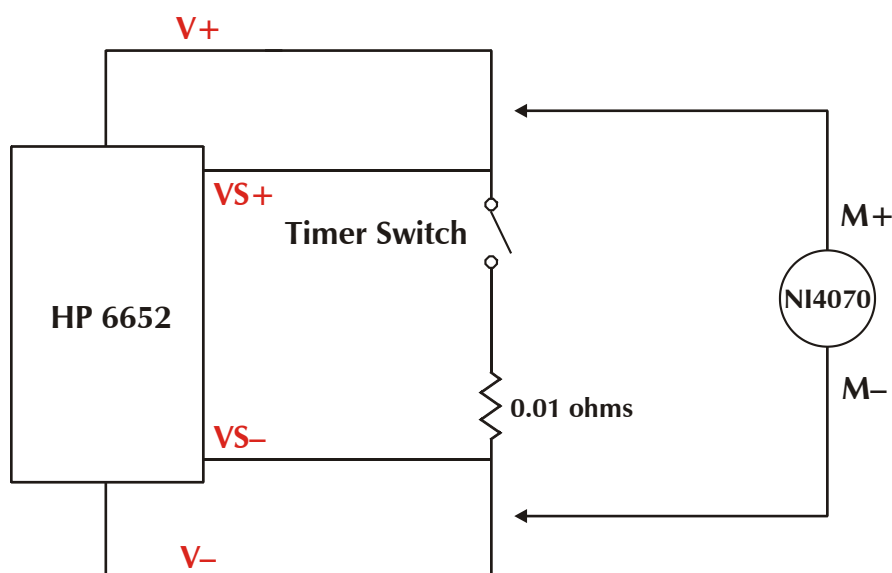 V+
VS+
Timer Switch
M+
HP 6652
NI4070
M–
0.01 ohms
VS–
V–